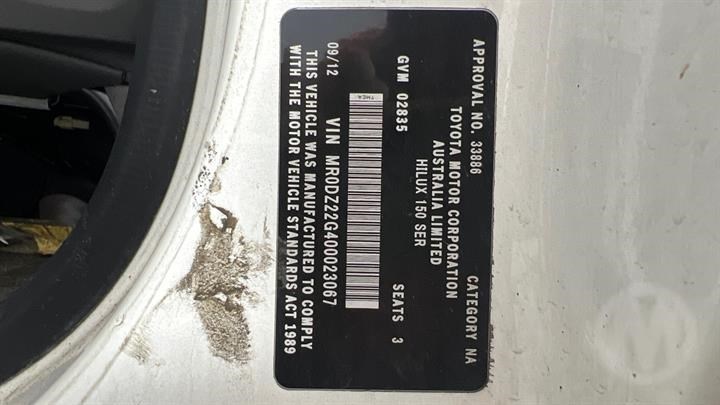 APPROVAL NO. 33886 CATEGORY NA
TOYOTA MOTOR CORPORATION
AUSTRALIA LIMITED
HILUX 150 SER
GVM 02835 SEATS 3
TMCA
09/12 VIN MR0DZ22G400023067
THIS VEHICLE WAS MANUFACTURED TO COMPLY
WITH THE MOTOR VEHICLE STANDARDS ACT 1989
M